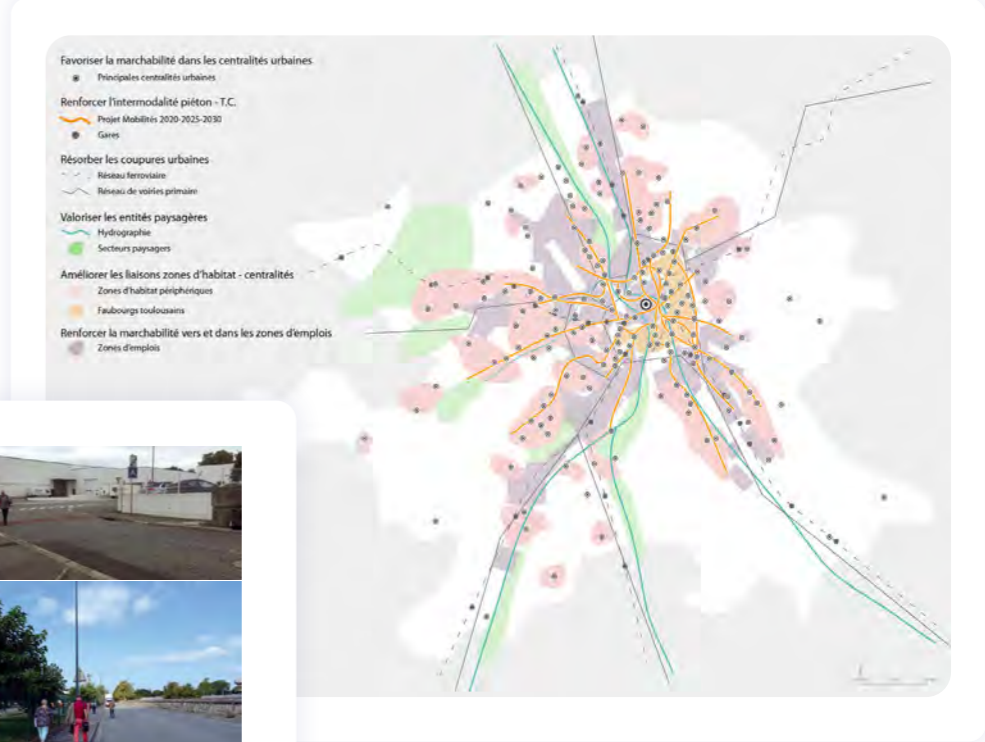 Favoriser la marchabilité dans les centralités urbaines
Principales centralités urbaines
Renforcer l'intermodalité piéton - T.C.
Projet Mobilités 2020-2025-2030
Gares
Résorber les coupures urbaines
Réseau ferroviaire
Réseau de voiries primaire
Valoriser les entités paysagères
Hydrographie
Secteurs paysagers
Améliorer les liaisons zones d'habitat - centralités
Zones d'habitat périphériques
Faubourgs toulousains
Renforcer la marchabilité vers et dans les zones d'emplois
Zones d'emplois